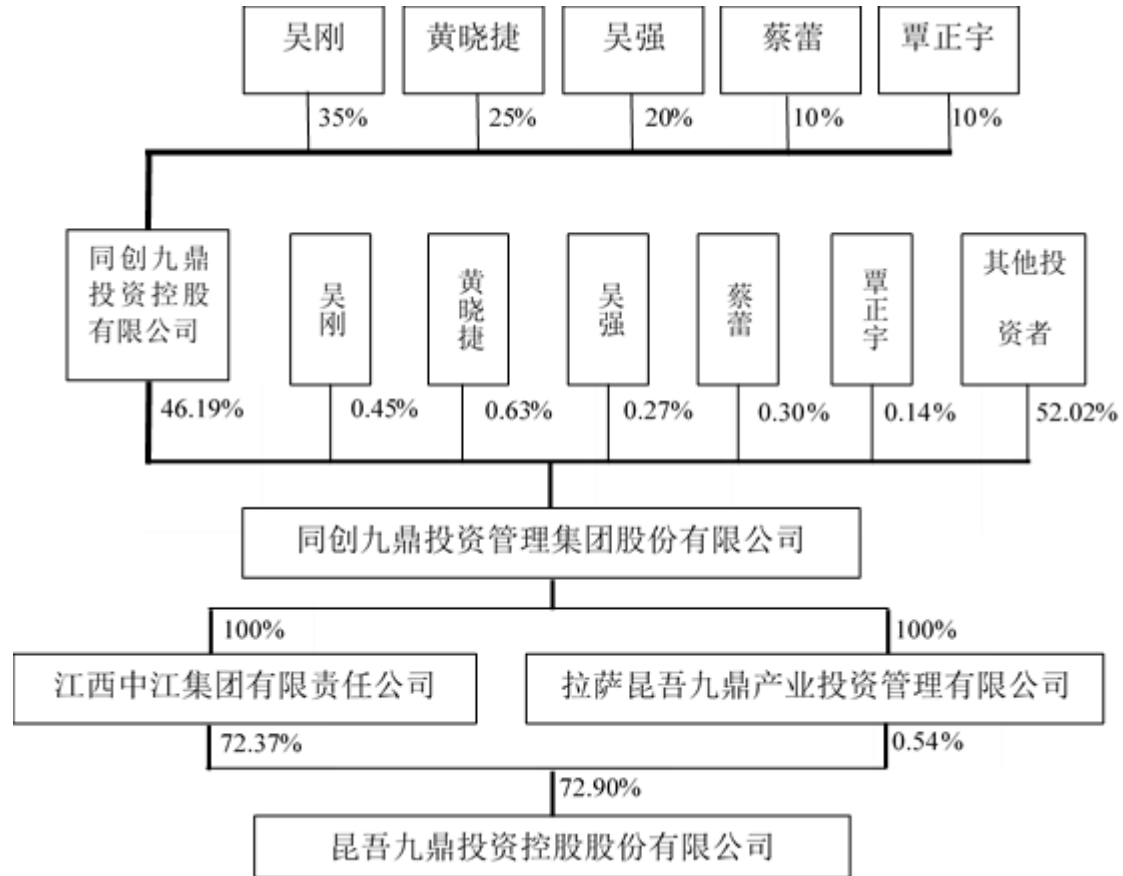 吴刚
黄晓捷
吴强
蔡蕾
覃正宇
35%
25%
20%
10%
10%
同创九鼎
投资控股
有限公司
吴刚
黄晓捷
吴强
蔡蕾
覃正宇
其他投
资者
46.19%
0.45%
0.63%
0.27%
0.30%
0.14%
52.02%
同创九鼎投资管理集团股份有限公司
100%
100%
江西中江集团有限责任公司
拉萨昆吾九鼎产业投资管理有限公司
72.37%
0.54%
72.90%
昆吾九鼎投资控股股份有限公司